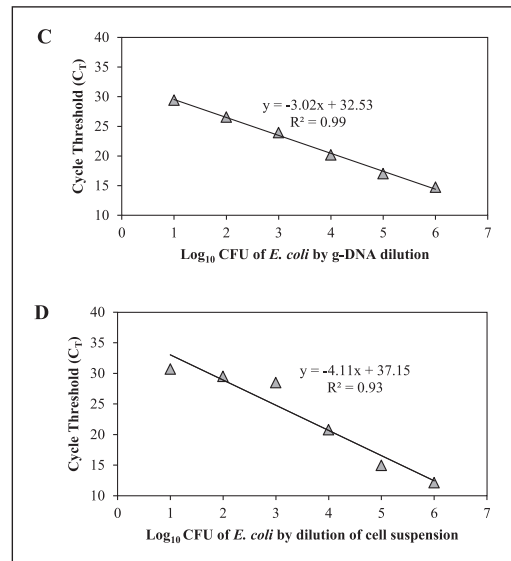 C
40
35
30
25
20
15
10
0 1 2 3 4 5 6 7
Cycle Threshold (C_T)
y = -3.02x + 32.53
R² = 0.99
Log₁₀ CFU of E. coli by g-DNA dilution
D
40
35
30
25
20
15
10
0 1 2 3 4 5 6 7
Cycle Threshold (C_T)
y = -4.11x + 37.15
R² = 0.93
Log₁₀ CFU of E. coli by dilution of cell suspension